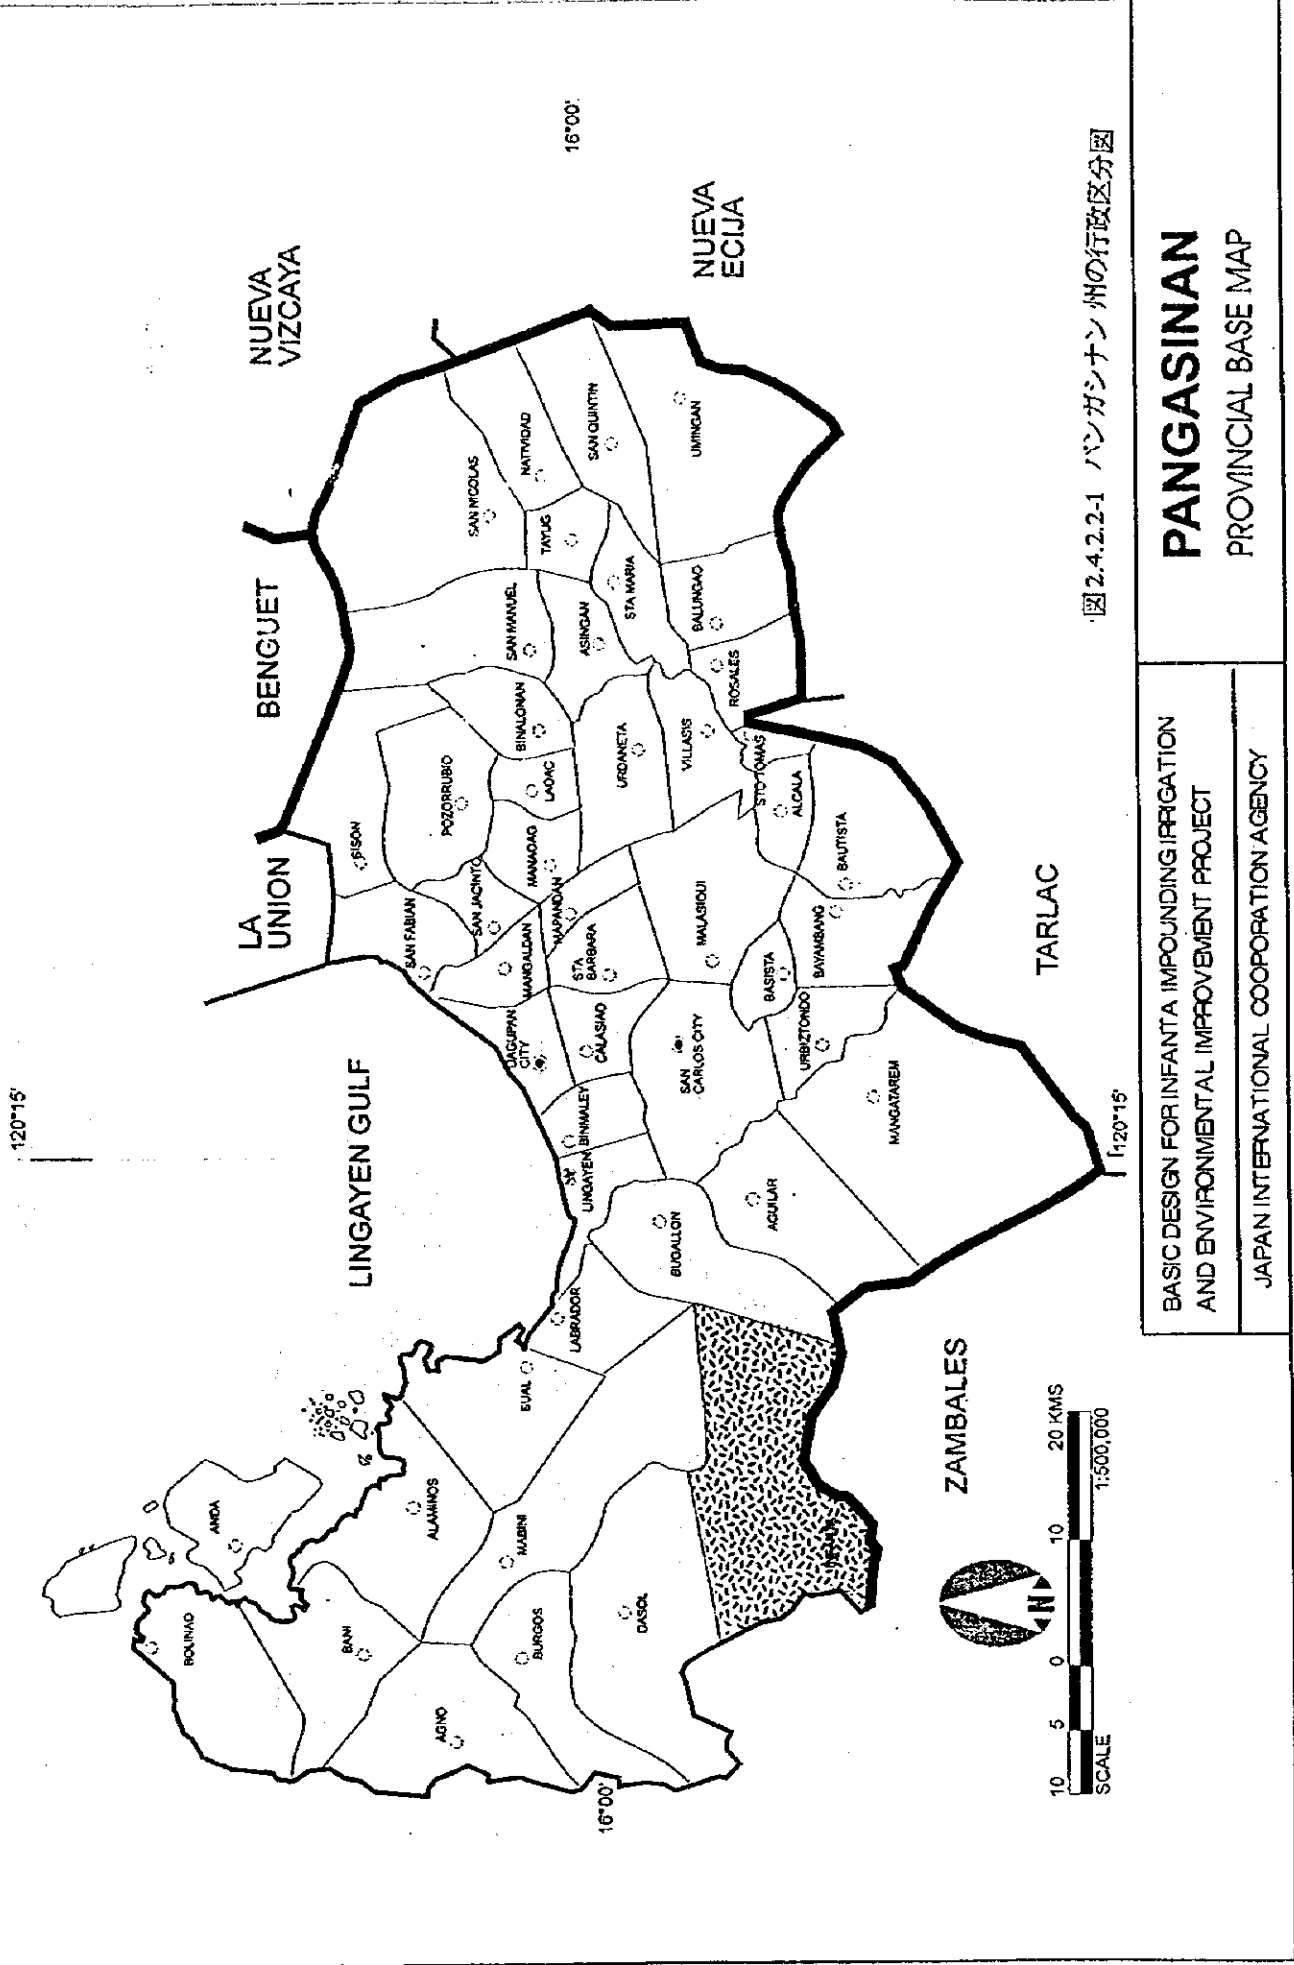 120°15'
16°00'
NUEVA
VIZCAYA
BENGUET
LA
UNION
LINGAYEN GULF
NUEVA
ECIJA
TARLAC
ZAMBALES
BOLINAO
ANDA
BANI
AGNO
ALAMINOS
MABINI
BURGOS
DASOL
SUAL
LABRADOR
BUGALLON
AGUILAR
LINGAYEN
BINMALEY
DAGUPAN
CITY
CALASIAO
SAN
CARLOS CITY
MANGATAREM
URBIZTONDO
BASISTA
BAYAMBANG
MALASIQUI
STA
BARBARA
MAPANDAN
MANGALDAN
SAN JACINTO
SAN FABIAN
SISON
POZORRUBIO
MANAOAG
LAOAC
BINALONAN
URDANETA
VILLASIS
STO TOMAS
ALCALA
BAUTISTA
ROSALES
BALUNGAO
STA MARIA
ASINGAN
SAN MANUEL
TAYUG
SAN NICOLAS
NATIVIDAD
SAN QUINTIN
UMINGAN
16°00'
120°15'
N
10 5 0 10 20 KMS
SCALE 1:500,000
図2.4.2.2-1 パンガシナン州の行政区分図
BASIC DESIGN FOR INFANTA IMPOUNDING IRRIGATION
AND ENVIRONMENTAL IMPROVEMENT PROJECT
JAPAN INTERNATIONAL COOPORATION AGENCY
PANGASINAN
PROVINCIAL BASE MAP